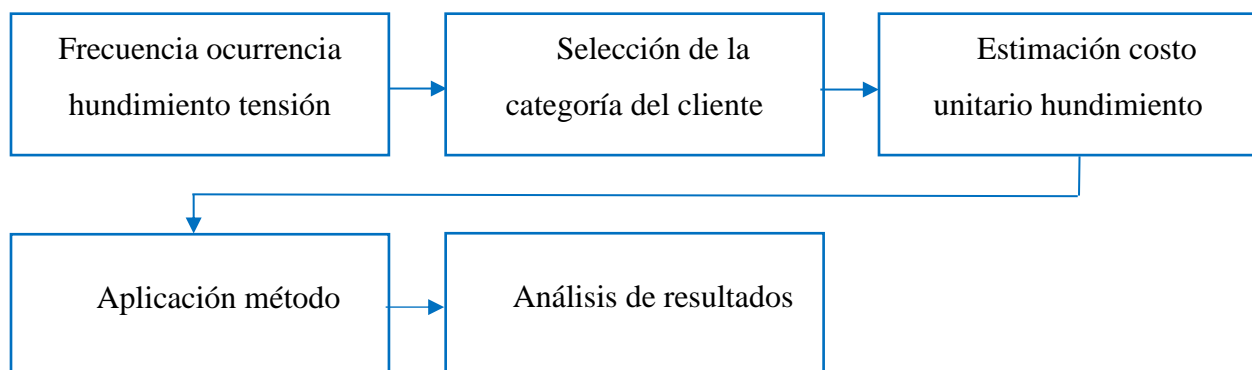 Frecuencia ocurrencia
hundimiento tensión
Selección de la
categoría del cliente
Estimación costo
unitario hundimiento
Aplicación método
Análisis de resultados